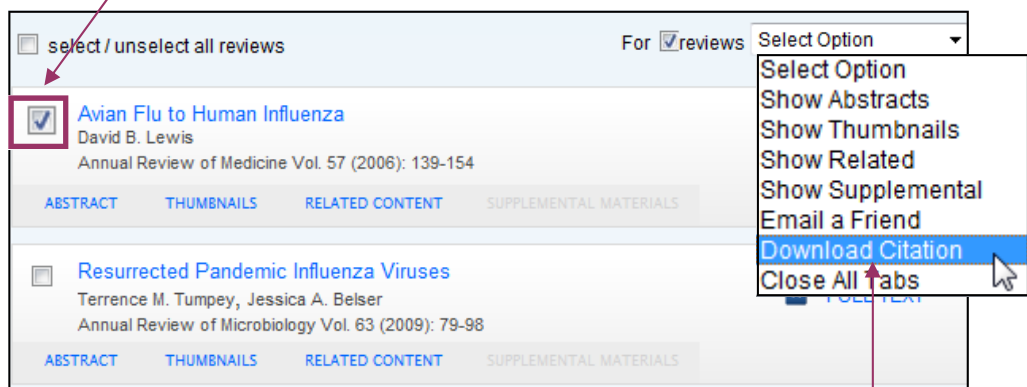 select / unselect all reviews
For reviews Select Option
Select Option
Show Abstracts
Show Thumbnails
Show Related
Show Supplemental
Email a Friend
Download Citation
Close All Tabs
Avian Flu to Human Influenza
David B. Lewis
Annual Review of Medicine Vol. 57 (2006): 139-154
ABSTRACT THUMBNAILS RELATED CONTENT SUPPLEMENTAL MATERIALS
Resurrected Pandemic Influenza Viruses
Terrence M. Tumpey, Jessica A. Belser
FULL TEXT
Annual Review of Microbiology Vol. 63 (2009): 79-98
ABSTRACT THUMBNAILS RELATED CONTENT SUPPLEMENTAL MATERIALS